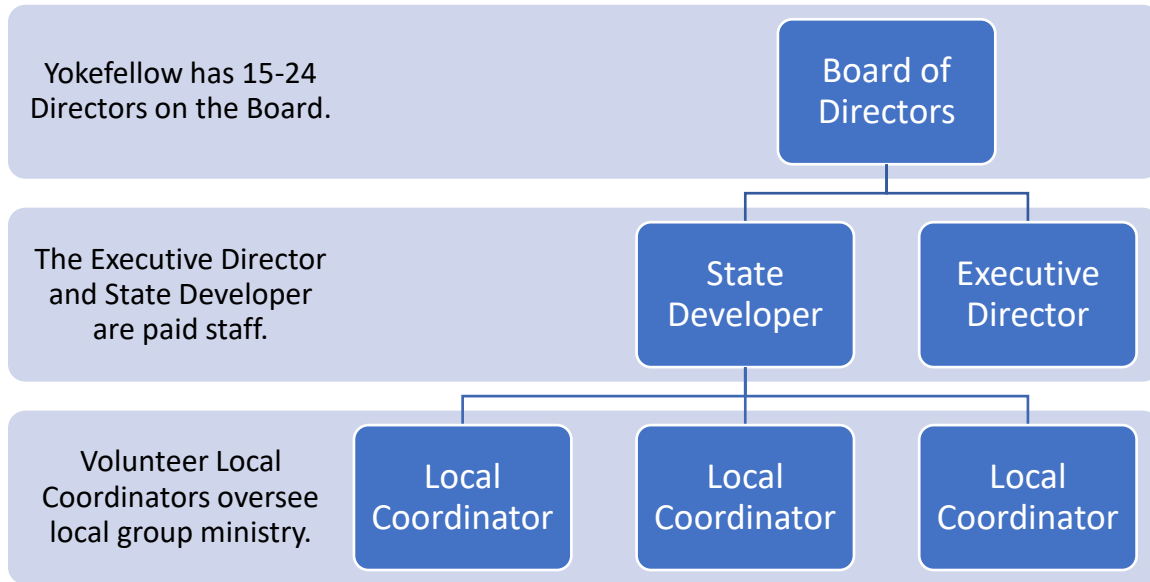 Yokefellow has 15-24
Directors on the Board.
Board of
Directors
The Executive Director
and State Developer
are paid staff.
State
Developer
Executive
Director
Volunteer Local
Coordinators oversee
local group ministry.
Local
Coordinator
Local
Coordinator
Local
Coordinator